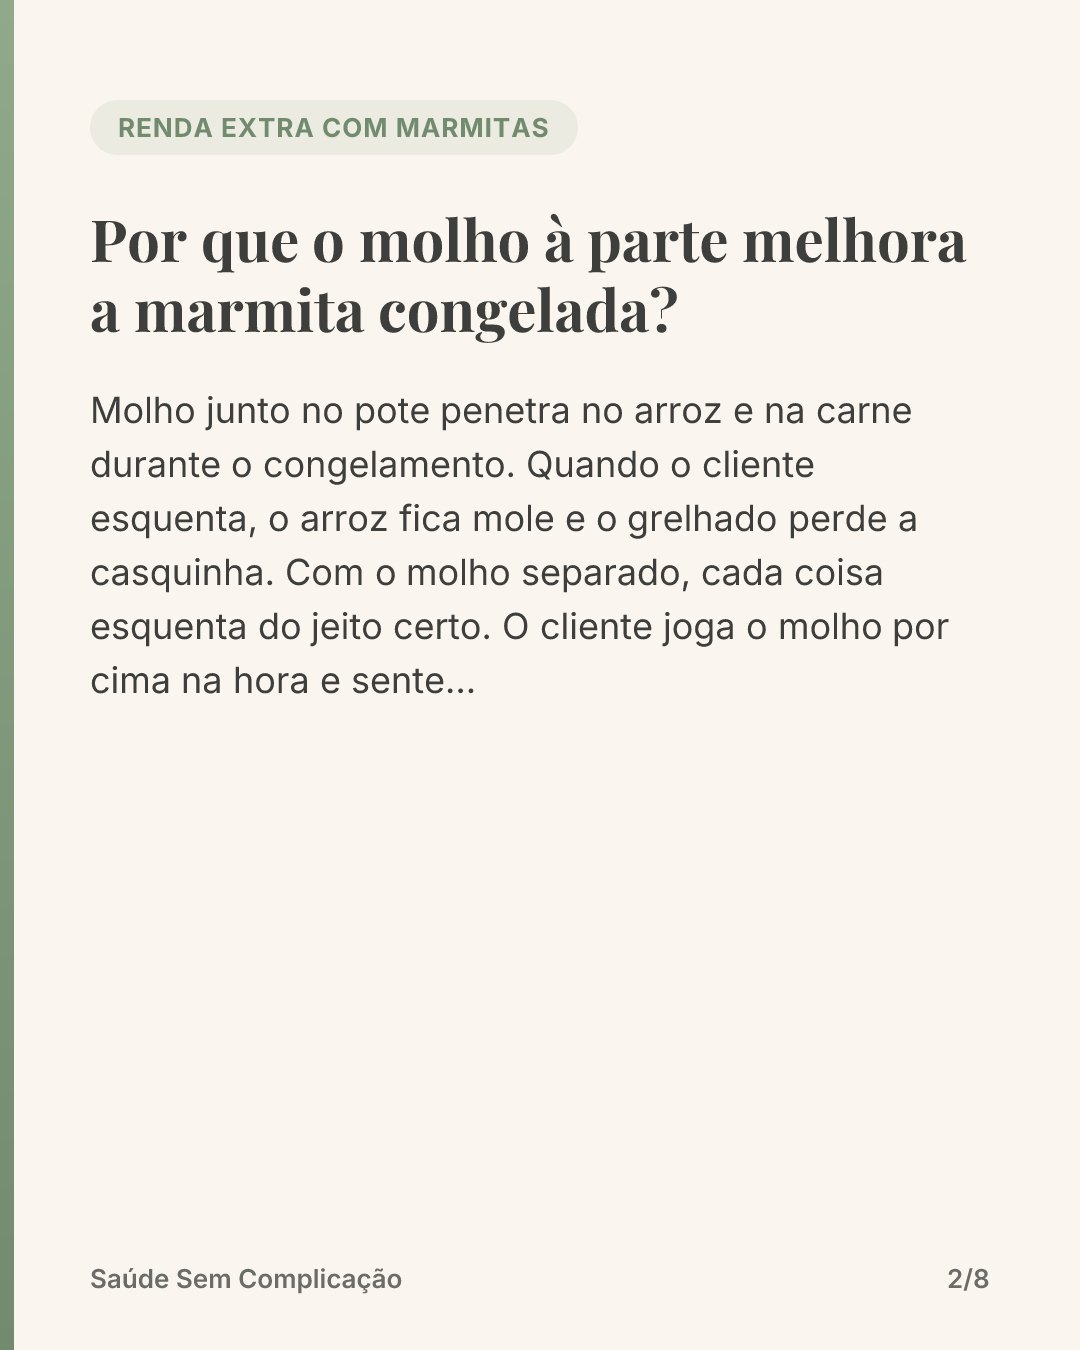 RENDA EXTRA COM MARMITAS
Por que o molho à parte melhora
a marmita congelada?
Molho junto no pote penetra no arroz e na carne
durante o congelamento. Quando o cliente
esquenta, o arroz fica mole e o grelhado perde a
casquinha. Com o molho separado, cada coisa
esquenta do jeito certo. O cliente joga o molho por
cima na hora e sente...
Saúde Sem Complicação
2/8